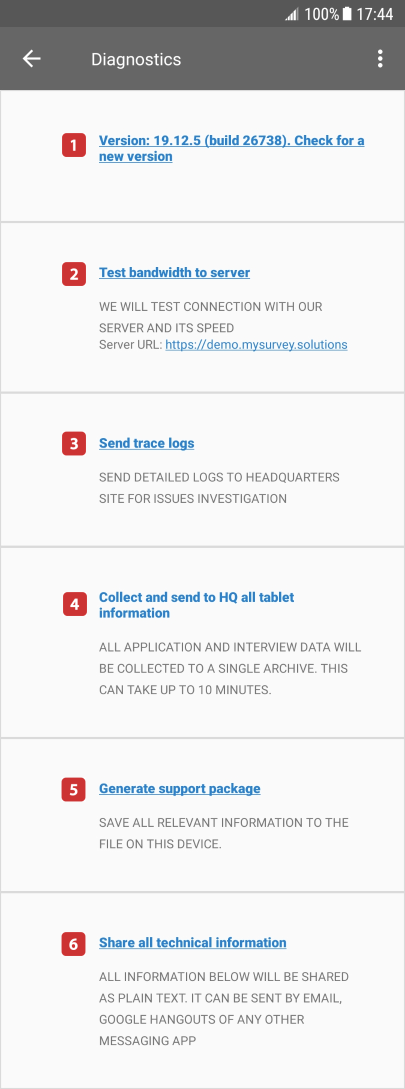 100% 17:44
Diagnostics
1 Version: 19.12.5 (build 26738). Check for a
new version
2 Test bandwidth to server
WE WILL TEST CONNECTION WITH OUR
SERVER AND ITS SPEED
Server URL: https://demo.mysurvey.solutions
3 Send trace logs
SEND DETAILED LOGS TO HEADQUARTERS
SITE FOR ISSUES INVESTIGATION
4 Collect and send to HQ all tablet
information
ALL APPLICATION AND INTERVIEW DATA WILL
BE COLLECTED TO A SINGLE ARCHIVE. THIS
CAN TAKE UP TO 10 MINUTES.
5 Generate support package
SAVE ALL RELEVANT INFORMATION TO THE
FILE ON THIS DEVICE.
6 Share all technical information
ALL INFORMATION BELOW WILL BE SHARED
AS PLAIN TEXT. IT CAN BE SENT BY EMAIL,
GOOGLE HANGOUTS OF ANY OTHER
MESSAGING APP